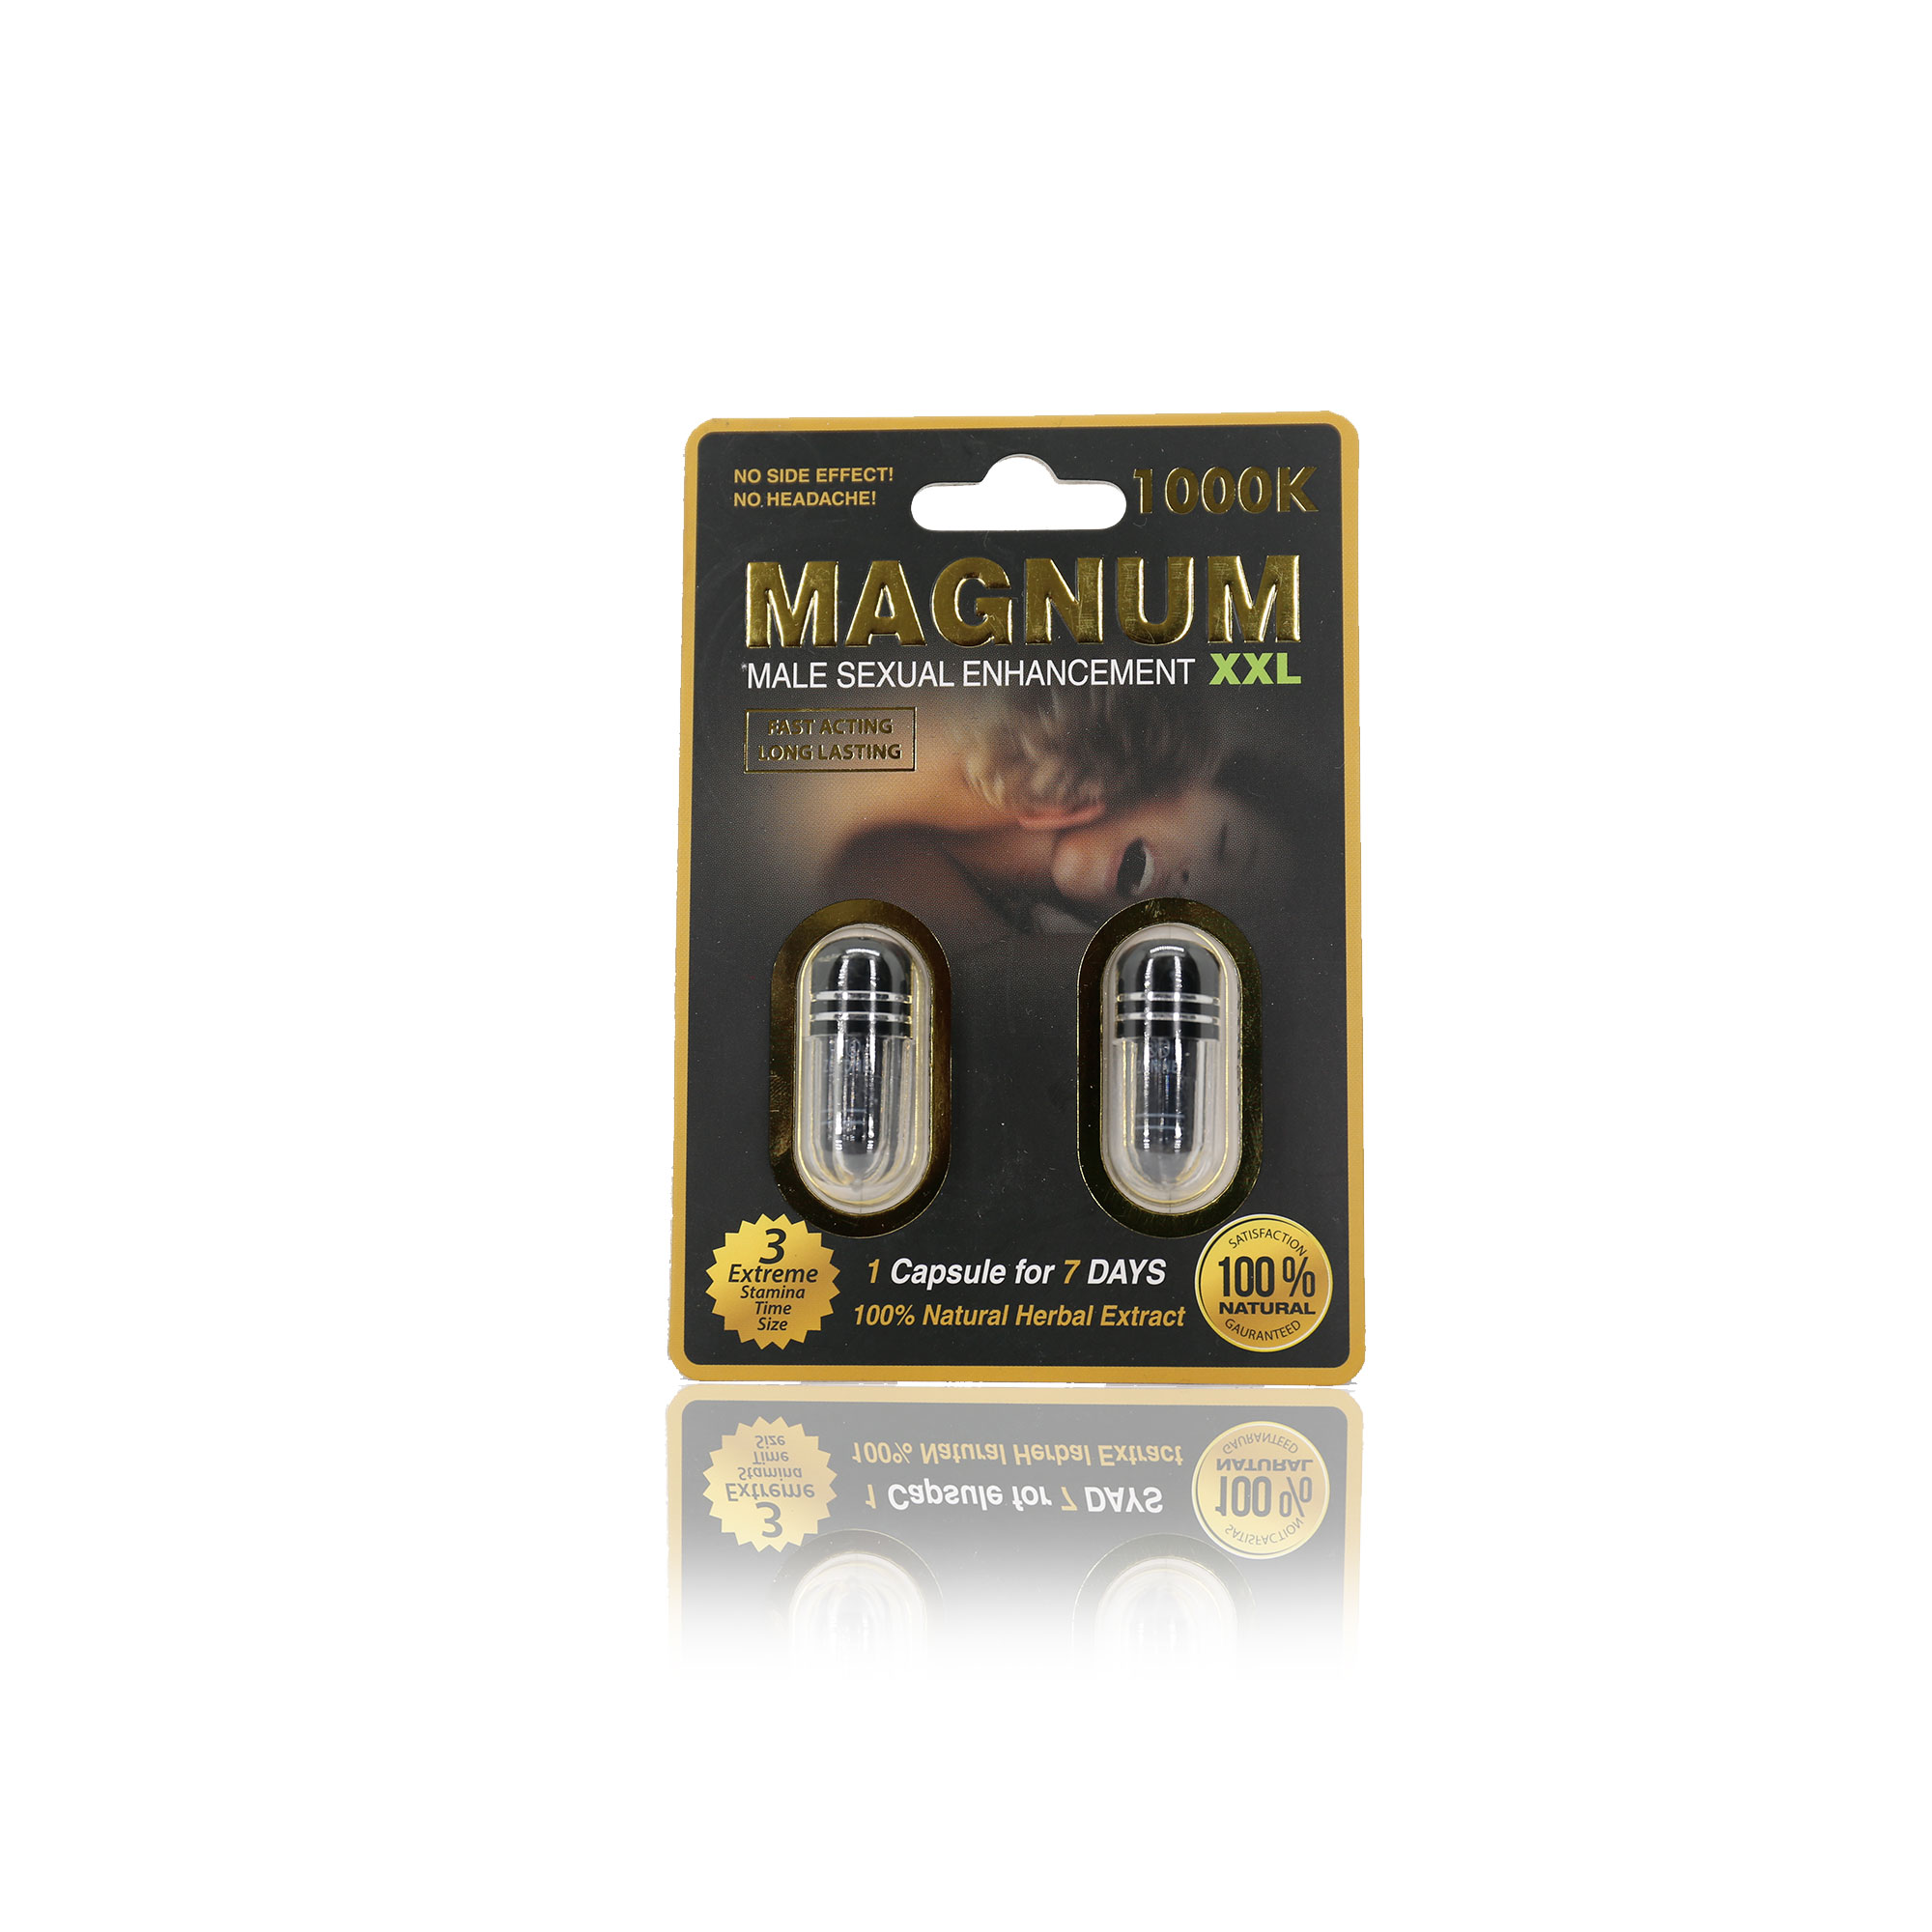 NO SIDE EFFECT!
NO HEADACHE!
1000K
MAGNUM
MALE SEXUAL ENHANCEMENT XXL
FAST ACTING
LONG LASTING
3
Extreme
Stamina
Time
Size
1 Capsule for 7 DAYS
100% Natural Herbal Extract
SATISFACTION
100%
NATURAL
GAURANTEED